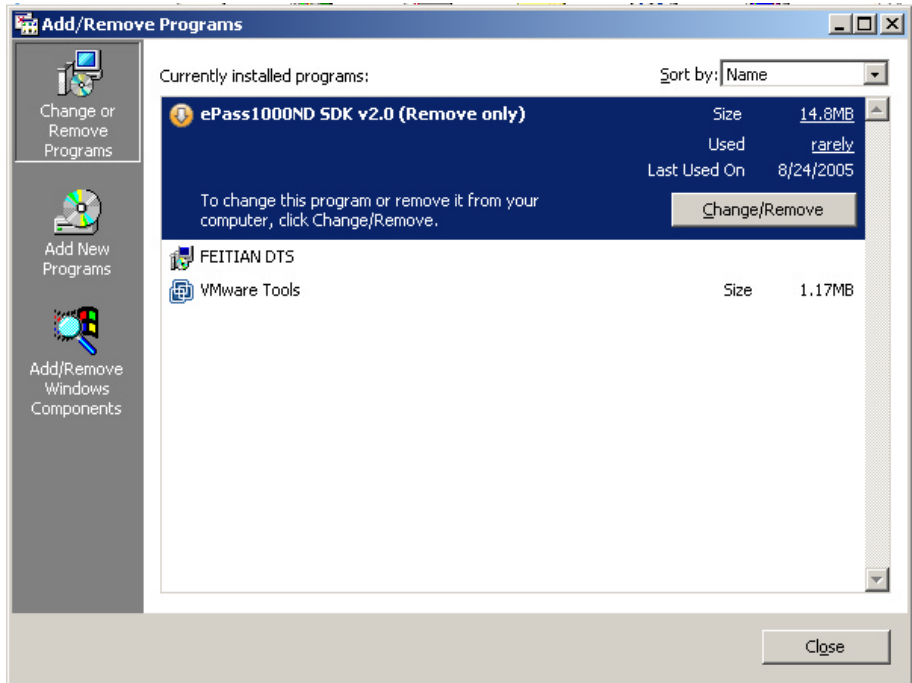 Add/Remove Programs
Change or
Remove
Programs
Add New
Programs
Add/Remove
Windows
Components
Currently installed programs:
Sort by: Name
ePass1000ND SDK v2.0 (Remove only)
Size 14.8MB
Used rarely
Last Used On 8/24/2005
To change this program or remove it from your
computer, click Change/Remove.
Change/Remove
FEITIAN DTS
VMware Tools Size 1.17MB
Close